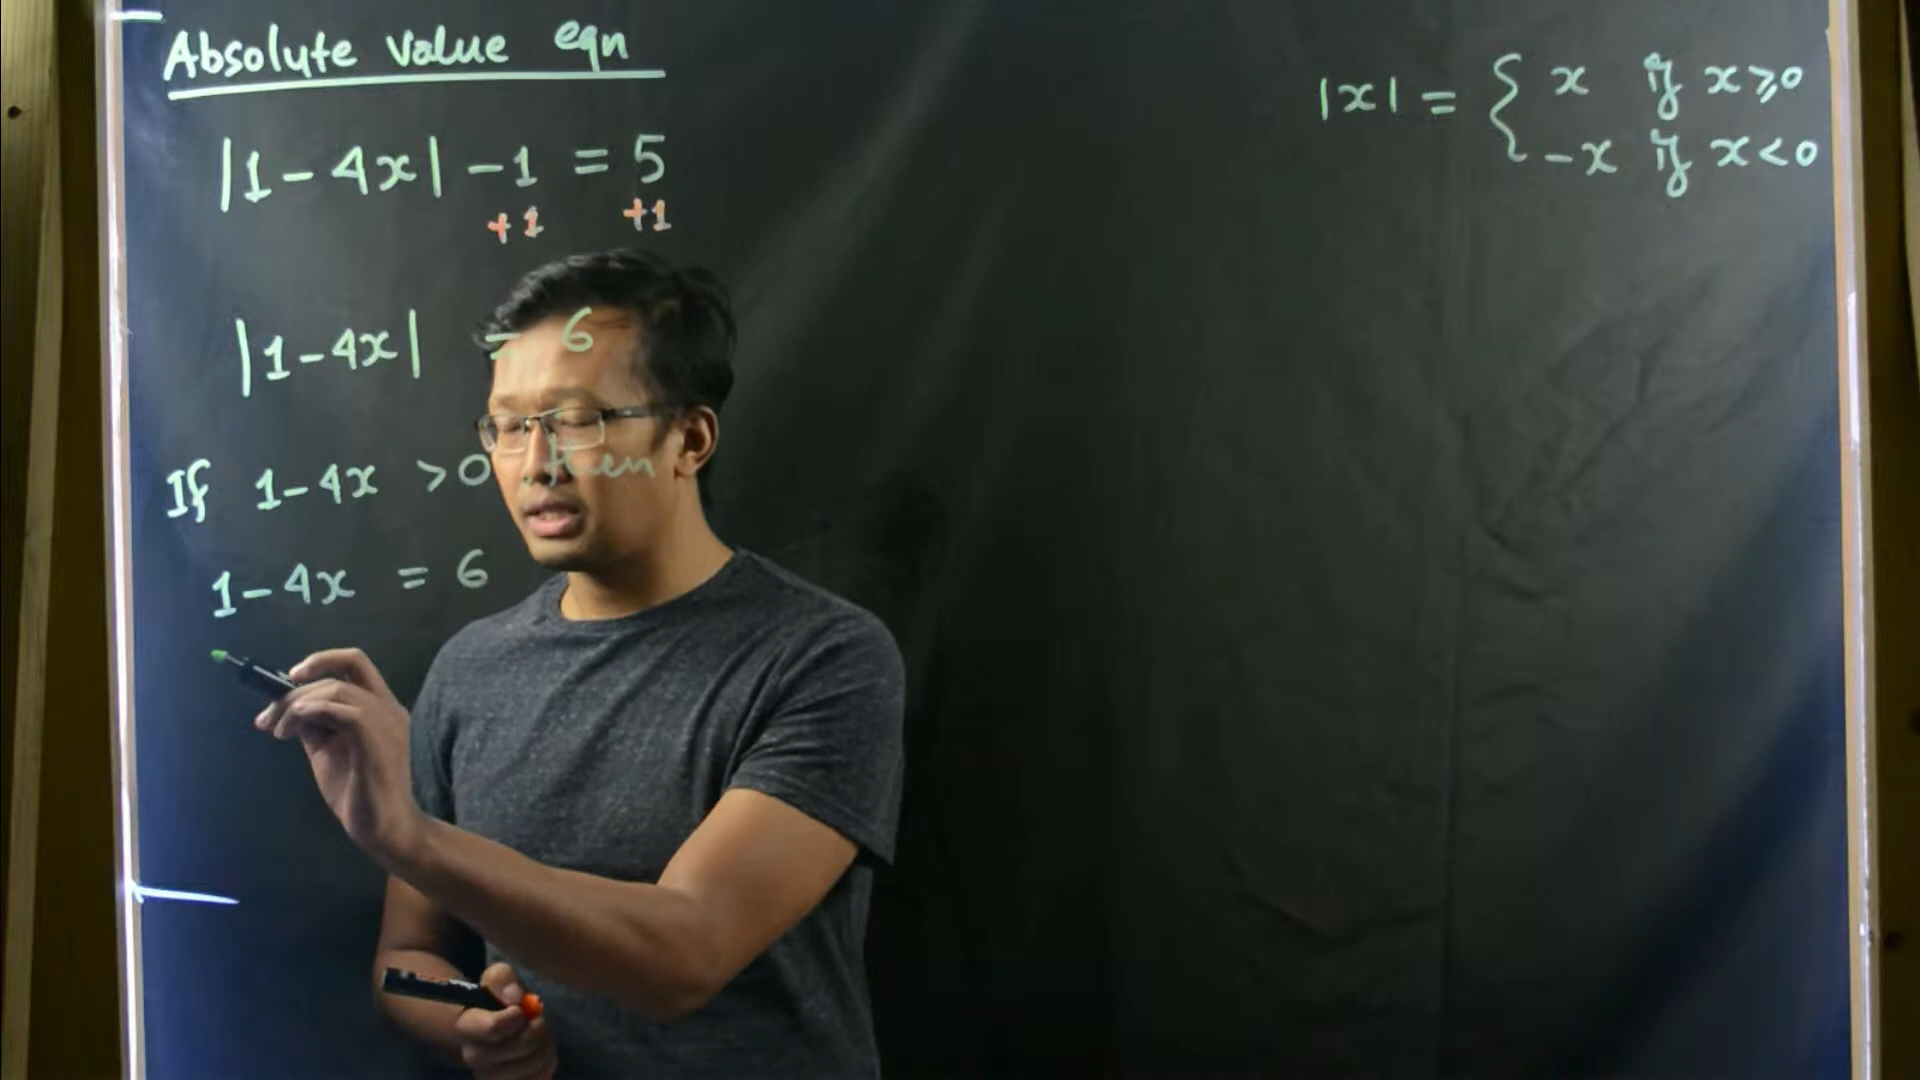 Absolute value eqn
|1-4x| -1 = 5
+1 +1
|1-4x| = 6
If 1-4x >0, then
1-4x = 6
|x| = { x if x⩾0
-x if x<0